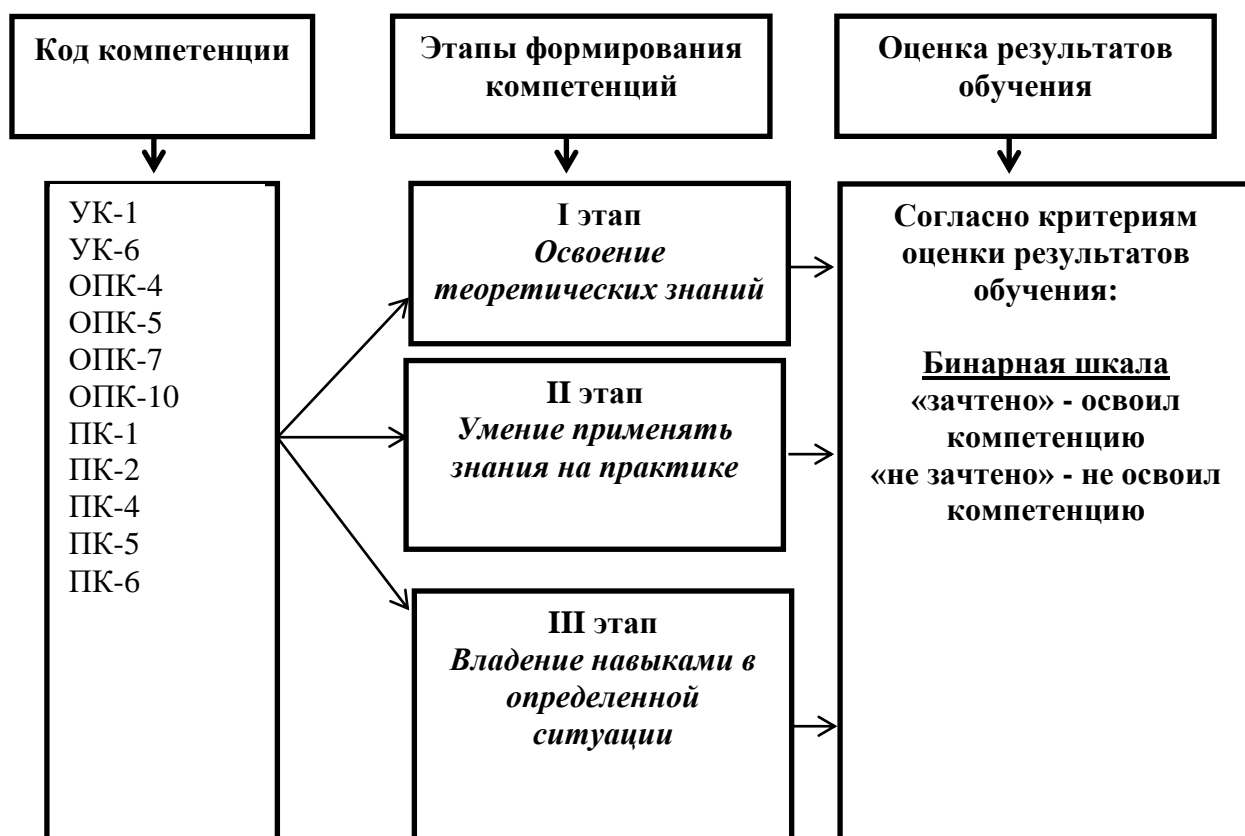 Код компетенции
Этапы формирования
компетенций
Оценка результатов
обучения
УК-1
УК-6
ОПК-4
ОПК-5
ОПК-7
ОПК-10
ПК-1
ПК-2
ПК-4
ПК-5
ПК-6
I этап
Освоение
теоретических знаний
II этап
Умение применять
знания на практике
III этап
Владение навыками в
определенной
ситуации
Согласно критериям
оценки результатов
обучения:
Бинарная шкала
«зачтено» - освоил
компетенцию
«не зачтено» - не освоил
компетенцию